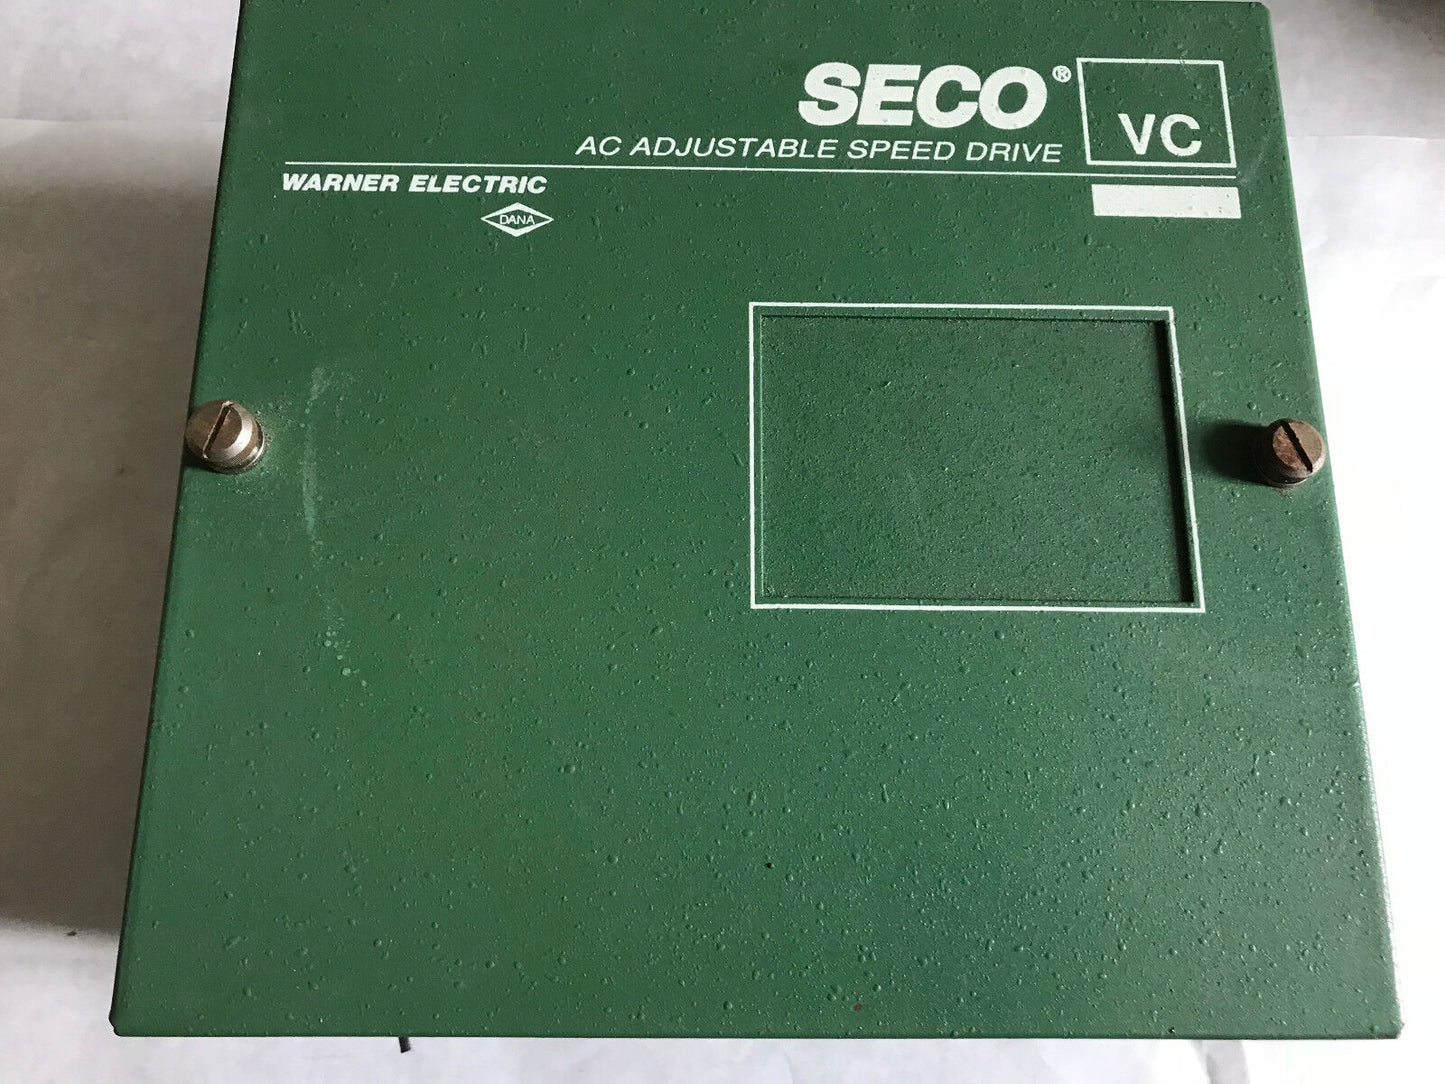 SECO®
VC
AC ADJUSTABLE SPEED DRIVE
WARNER ELECTRIC
DANA